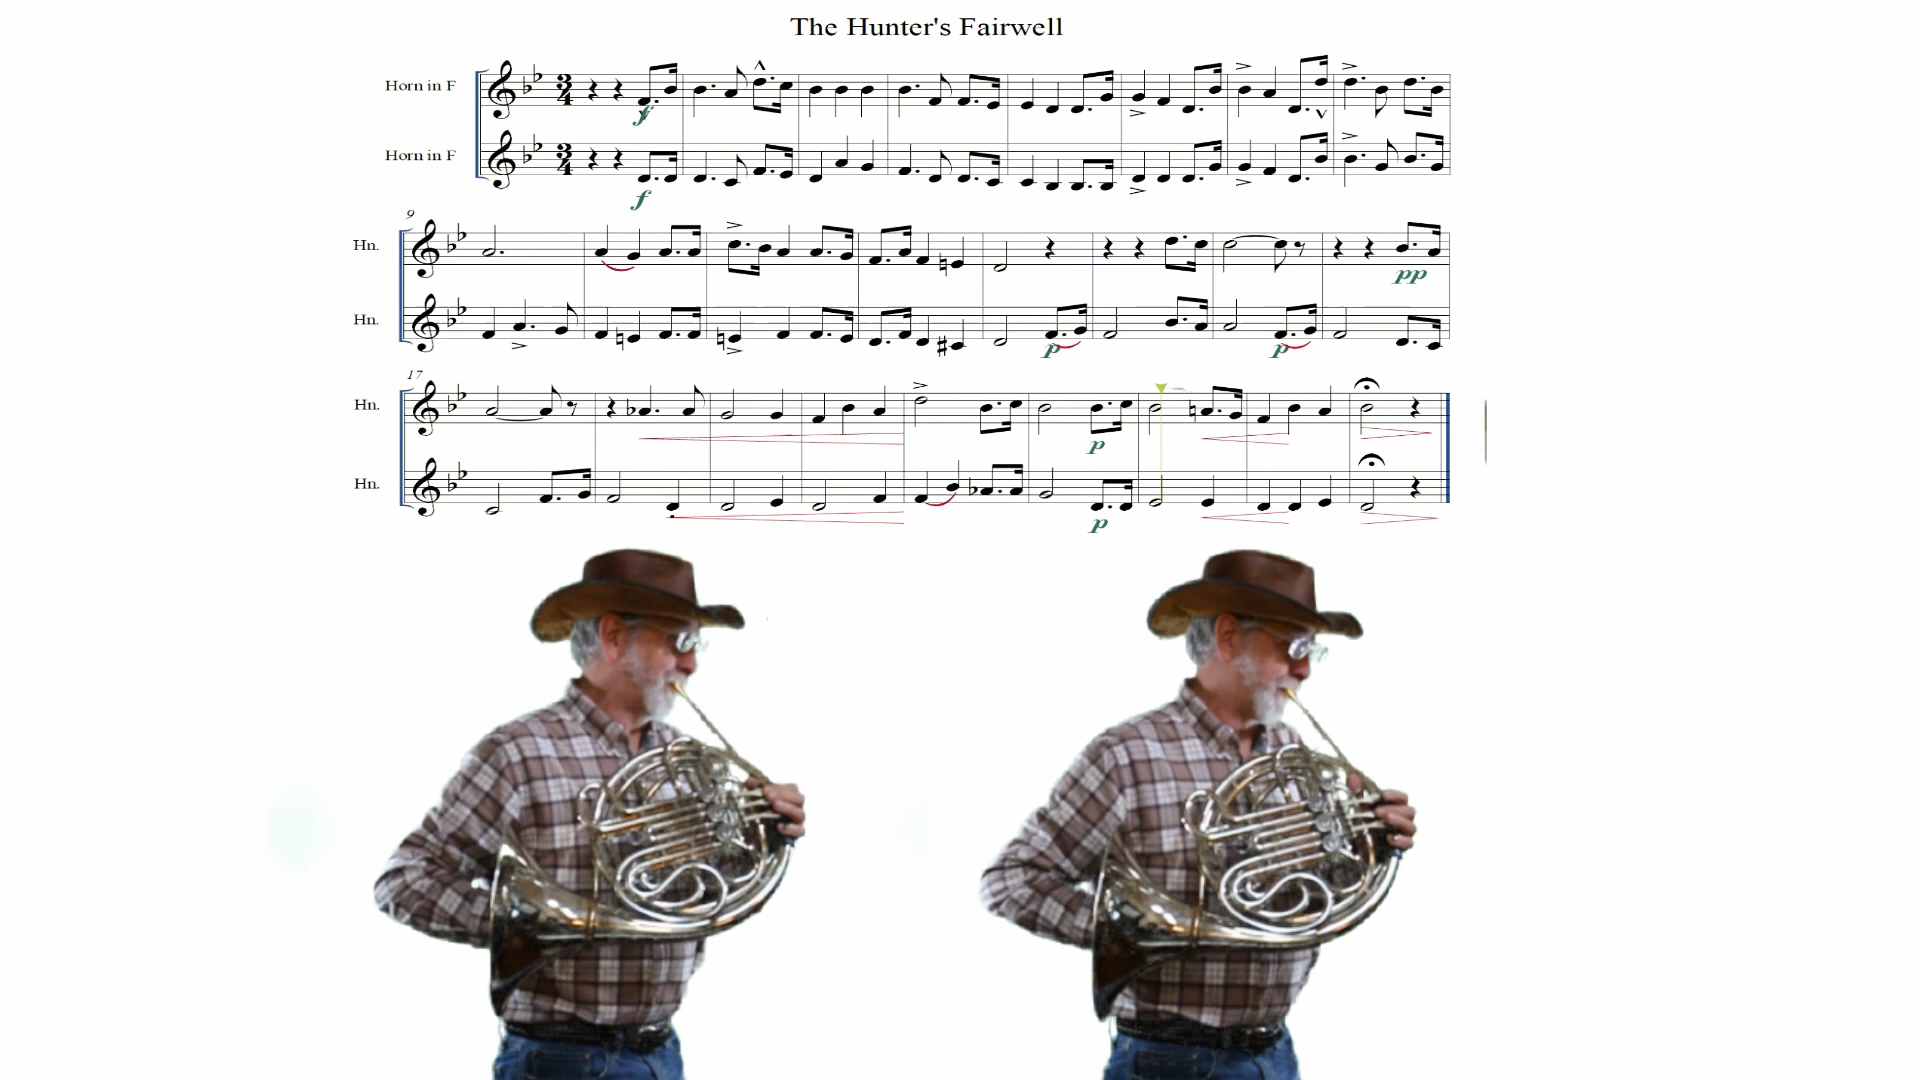 The Hunter's Fairwell
Horn in F
3
4
f
Horn in F
3
4
f
9
Hn.
pp
Hn.
p
p
17
Hn.
p
Hn.
p